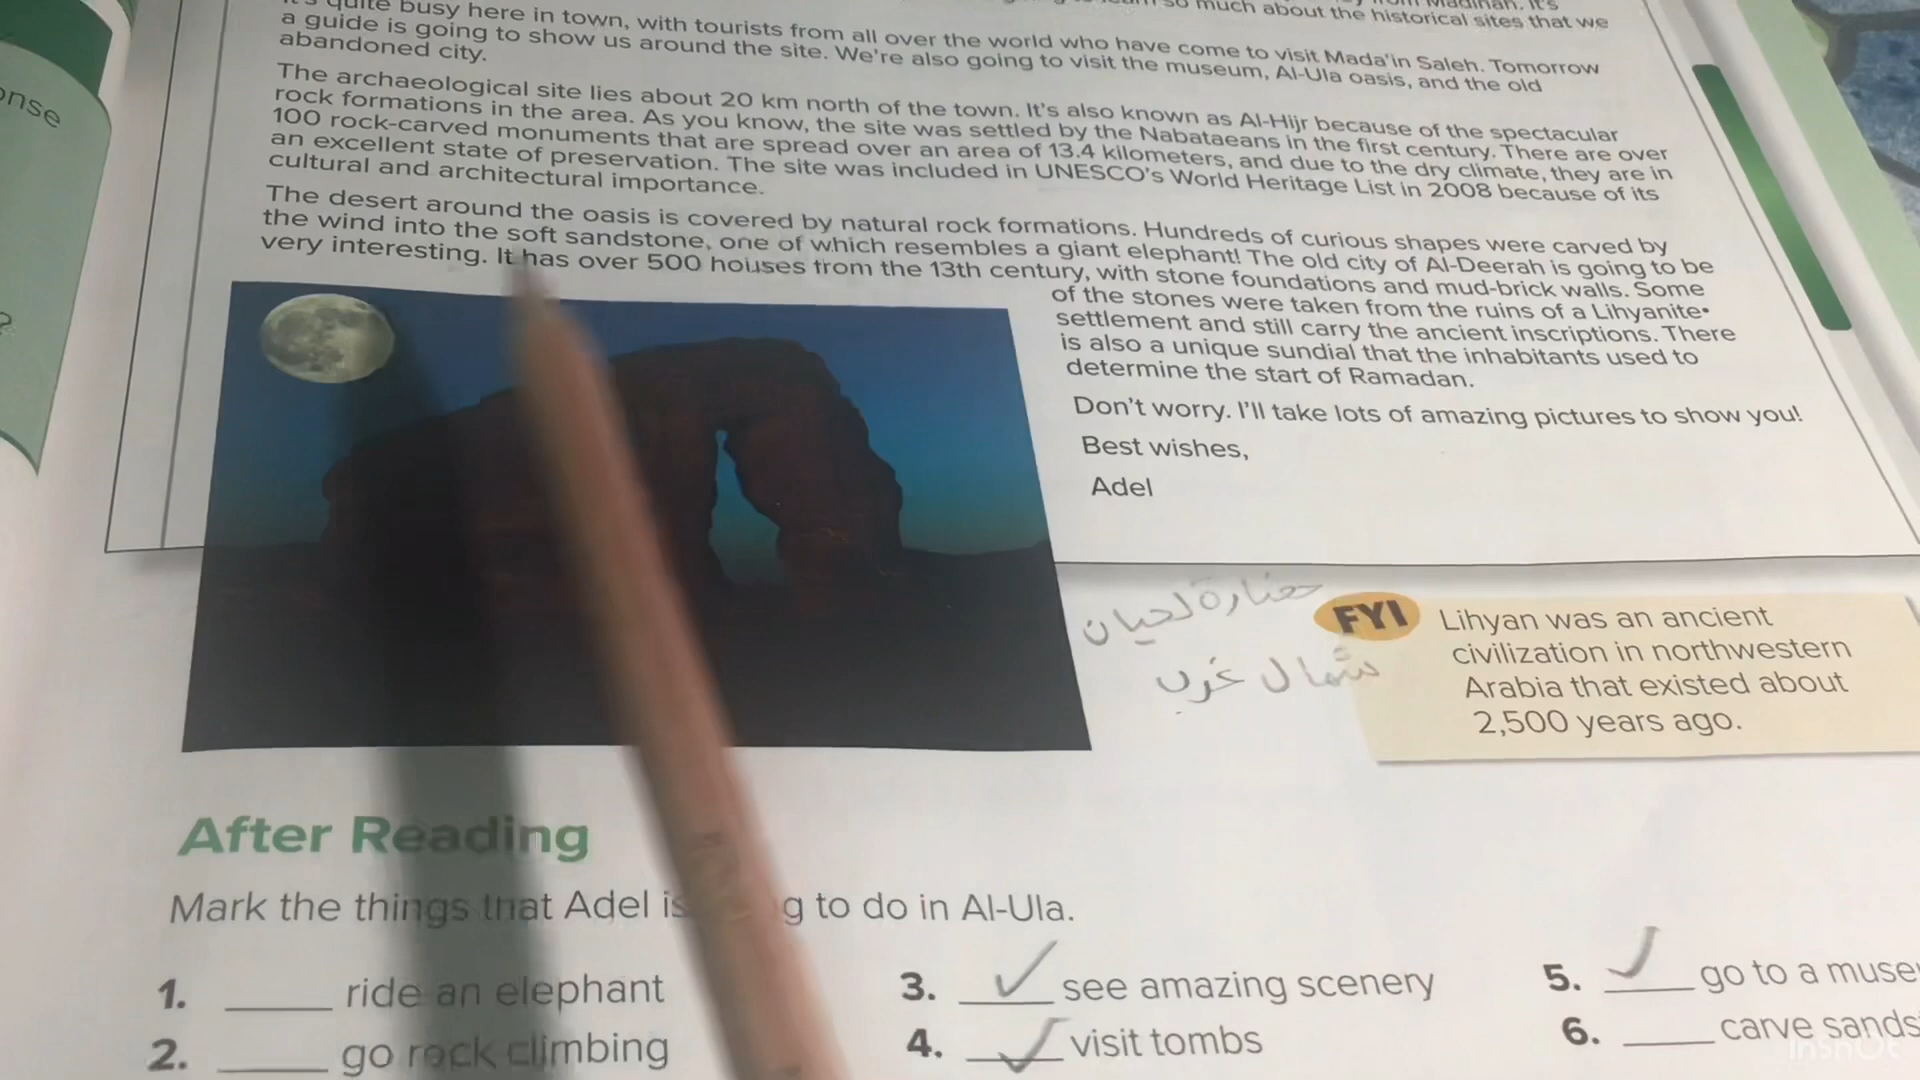 quite busy here in town, with tourists from all over the world who have come to visit Mada'in Saleh. Tomorrow
much about the historical sites that we
a guide is going to show us around the site. We're also going to visit the museum, Al-Ula oasis, and the old
abandoned city.
The archaeological site lies about 20 km north of the town. It's also known as Al-Hijr because of the spectacular
rock formations in the area. As you know, the site was settled by the Nabataeans in the first century. There are over
100 rock-carved monuments that are spread over an area of 13.4 kilometers, and due to the dry climate, they are in
an excellent state of preservation. The site was included in UNESCO's World Heritage List in 2008 because of its
cultural and architectural importance.
The desert around the oasis is covered by natural rock formations. Hundreds of curious shapes were carved by
the wind into the soft sandstone, one of which resembles a giant elephant! The old city of Al-Deerah is going to be
very interesting. It has over 500 houses from the 13th century, with stone foundations and mud-brick walls. Some
of the stones were taken from the ruins of a Lihyanite•
settlement and still carry the ancient inscriptions. There
is also a unique sundial that the inhabitants used to
determine the start of Ramadan.
Don't worry. I'll take lots of amazing pictures to show you!
Best wishes,
Adel
حضارة لحيان
شمال غرب
FYI Lihyan was an ancient
civilization in northwestern
Arabia that existed about
2,500 years ago.
After Reading
Mark the things that Adel is g to do in Al-Ula.
1. ____ ride an elephant
2. ____ go rock climbing
3. ✓ see amazing scenery
4. ✓ visit tombs
5. ✓ go to a muse
6. ____ carve sands
InShOt